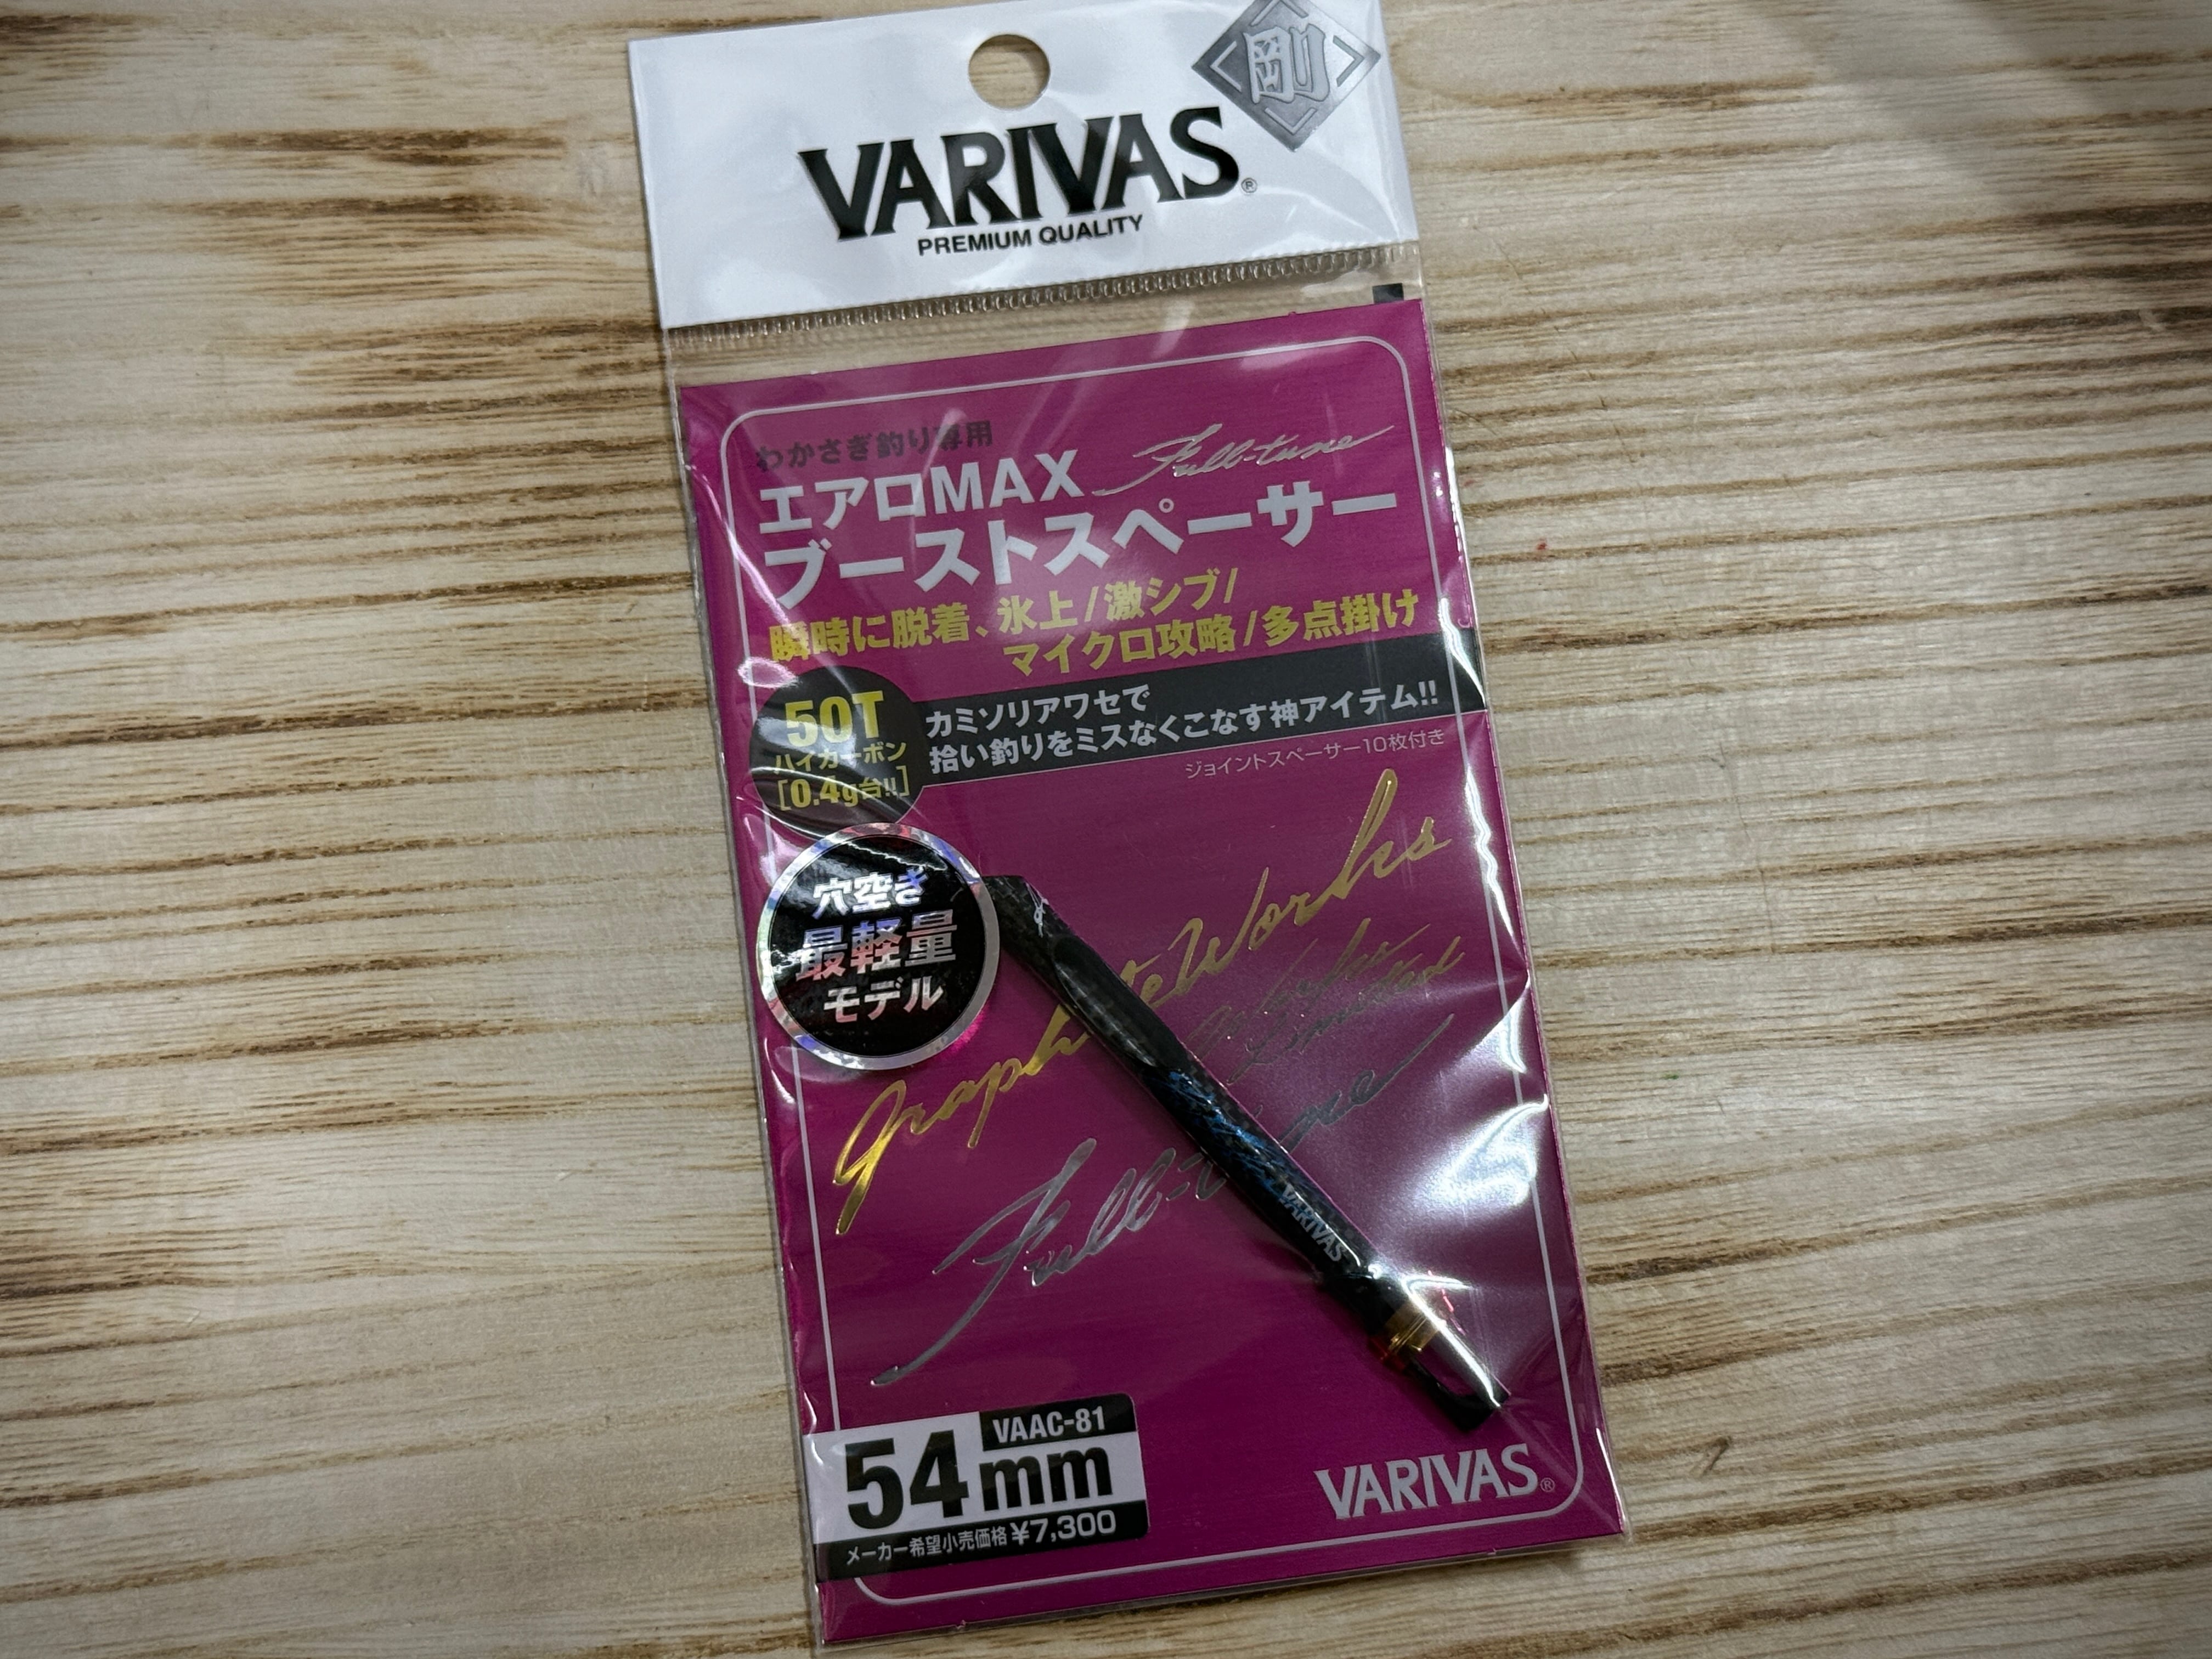 剛
VARIVAS®
PREMIUM QUALITY
わかさぎ釣り専用
エアロMAX Full-tune
ブーストスペーサー
瞬時に脱着、氷上/激シブ/
マイクロ攻略/多点掛け
50T
ハイカーボン
[0.4g台!!]
カミソリアワセで
拾い釣りをミスなくこなす神アイテム!!
ジョイントスペーサー10枚付き
穴空き
最軽量
モデル
Works
Limited
VARIVAS
VAAC-81
54mm
メーカー希望小売価格¥7,300
VARIVAS®